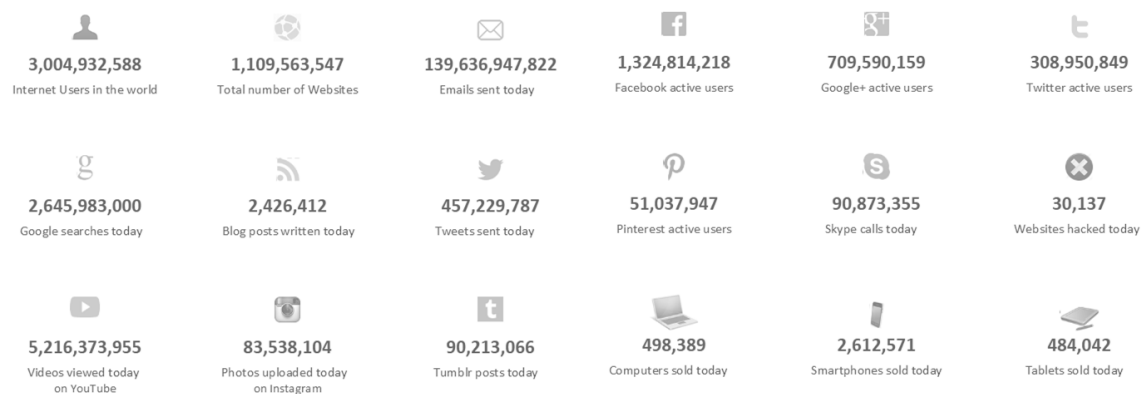 3,004,932,588
Internet Users in the world
1,109,563,547
Total number of Websites
139,636,947,822
Emails sent today
1,324,814,218
Facebook active users
709,590,159
Google+ active users
308,950,849
Twitter active users
2,645,983,000
Google searches today
2,426,412
Blog posts written today
457,229,787
Tweets sent today
51,037,947
Pinterest active users
90,873,355
Skype calls today
30,137
Websites hacked today
5,216,373,955
Videos viewed today
on YouTube
83,538,104
Photos uploaded today
on Instagram
90,213,066
Tumblr posts today
498,389
Computers sold today
2,612,571
Smartphones sold today
484,042
Tablets sold today